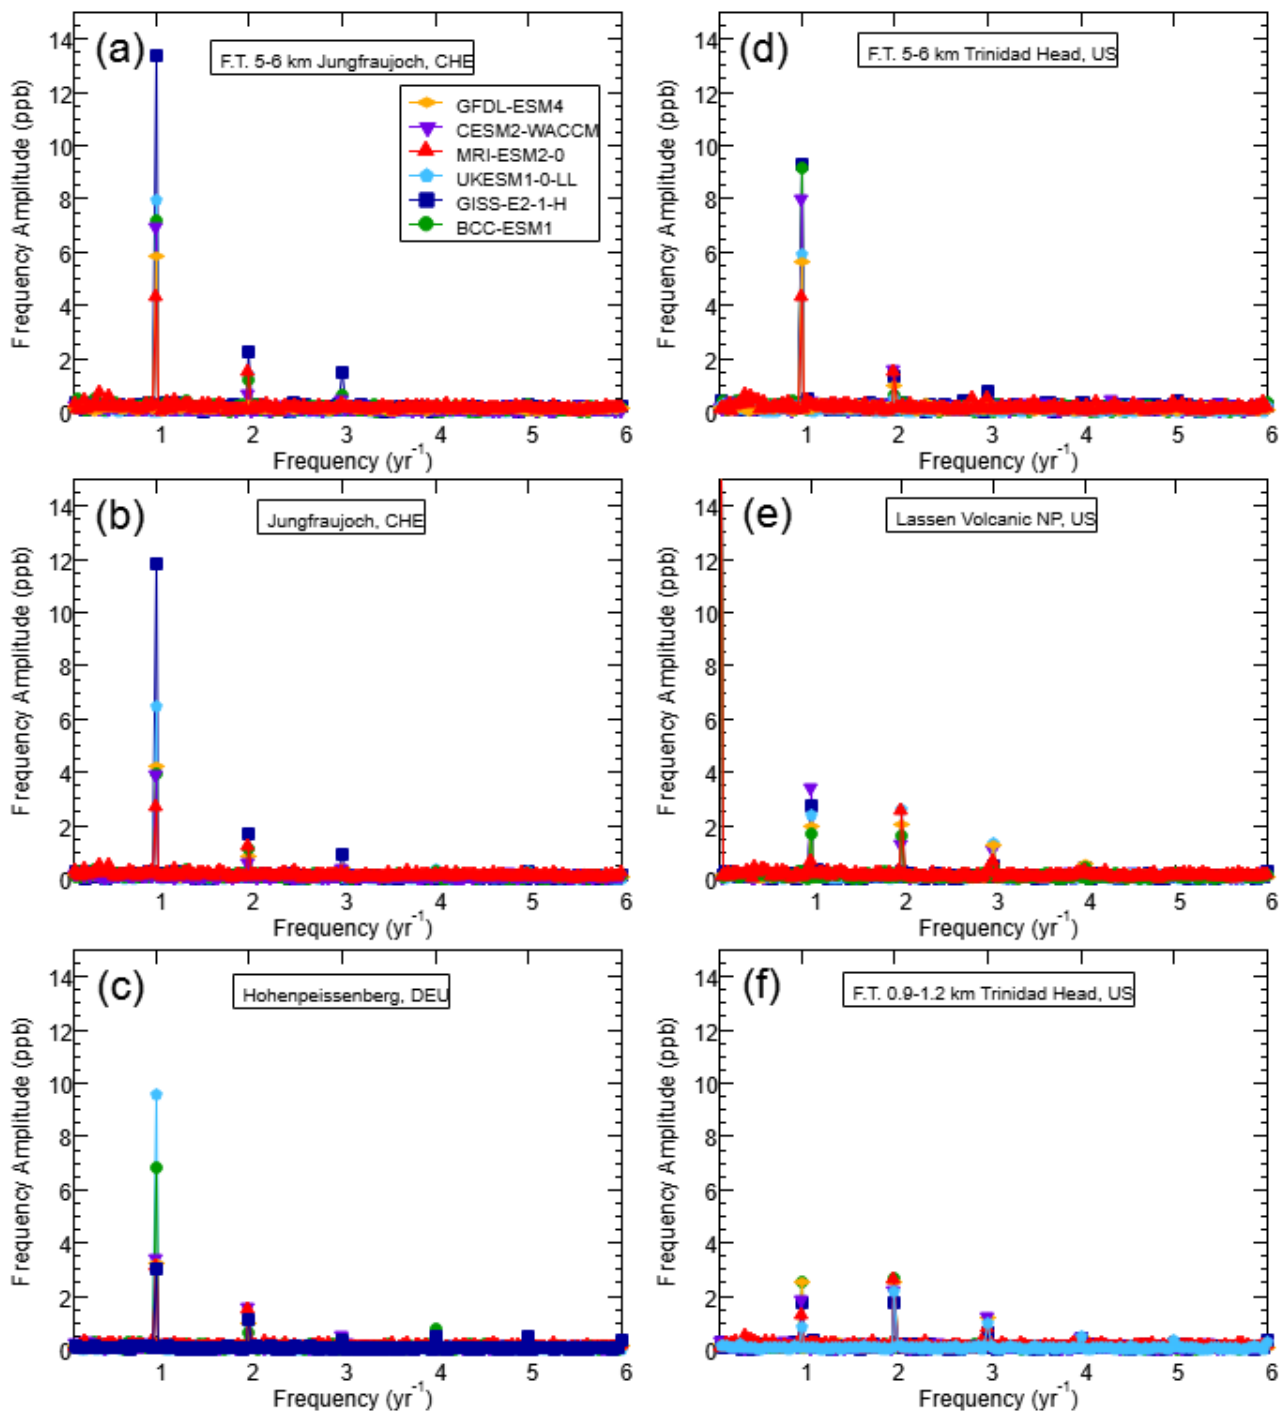 (a)
F.T. 5-6 km Jungfraujoch, CHE
GFDL-ESM4
CESM2-WACCM
MRI-ESM2-0
UKESM1-0-LL
GISS-E2-1-H
BCC-ESM1
Frequency Amplitude (ppb)
14
12
10
8
6
4
2
0
1 2 3 4 5 6
Frequency (yr⁻¹)
(d)
F.T. 5-6 km Trinidad Head, US
Frequency Amplitude (ppb)
14
12
10
8
6
4
2
0
1 2 3 4 5 6
Frequency (yr⁻¹)
(b)
Jungfraujoch, CHE
Frequency Amplitude (ppb)
14
12
10
8
6
4
2
0
1 2 3 4 5 6
Frequency (yr⁻¹)
(e)
Lassen Volcanic NP, US
Frequency Amplitude (ppb)
14
12
10
8
6
4
2
0
1 2 3 4 5 6
Frequency (yr⁻¹)
(c)
Hohenpeissenberg, DEU
Frequency Amplitude (ppb)
14
12
10
8
6
4
2
0
1 2 3 4 5 6
Frequency (yr⁻¹)
(f)
F.T. 0.9-1.2 km Trinidad Head, US
Frequency Amplitude (ppb)
14
12
10
8
6
4
2
0
1 2 3 4 5 6
Frequency (yr⁻¹)